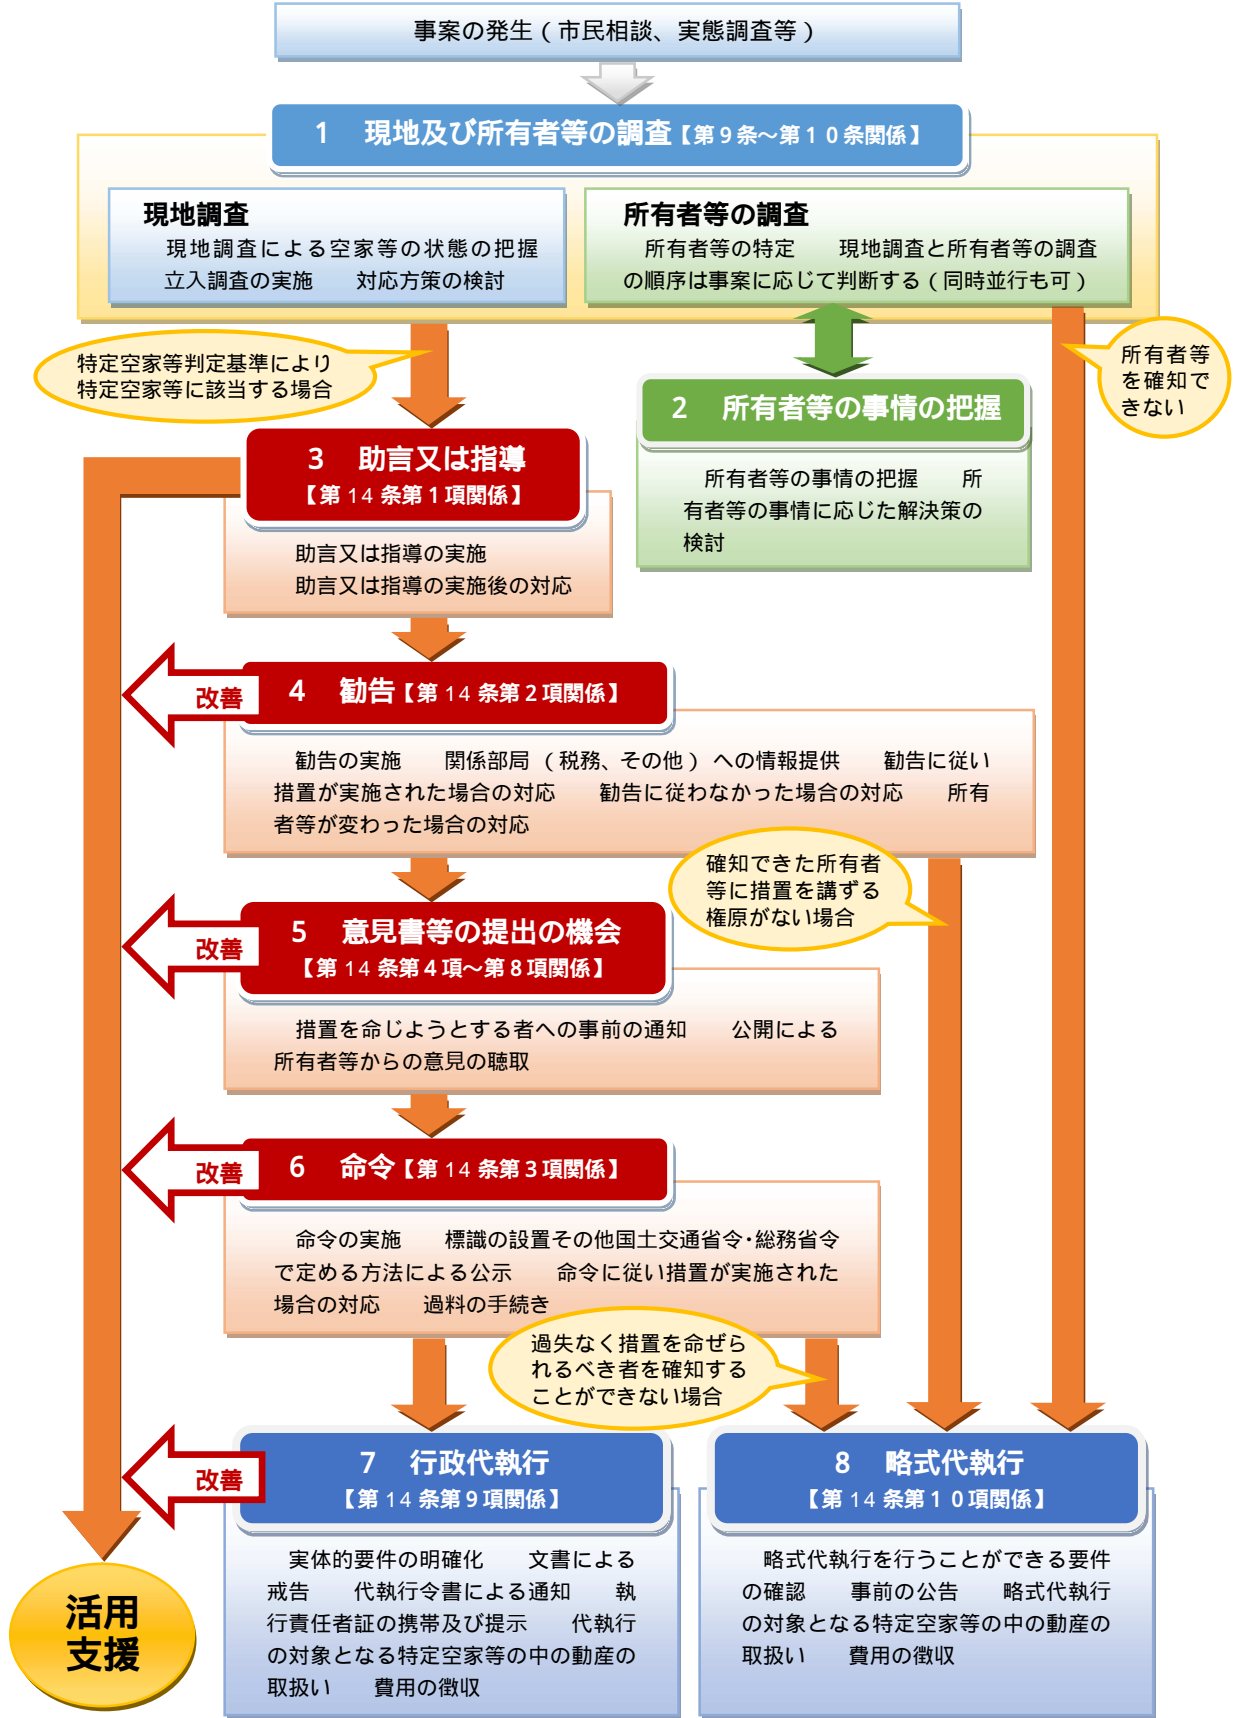 事案の発生（市民相談、実態調査等）
1　現地及び所有者等の調査【第９条～第１０条関係】
現地調査
現地調査による空家等の状態の把握
立入調査の実施　対応方策の検討
所有者等の調査
所有者等の特定　現地調査と所有者等の調査
の順序は事案に応じて判断する（同時並行も可）
特定空家等判定基準により
特定空家等に該当する場合
所有者等
を確知で
きない
2　所有者等の事情の把握
所有者等の事情の把握　所
有者等の事情に応じた解決策の
検討
3　助言又は指導
【第 14 条第１項関係】
助言又は指導の実施
助言又は指導の実施後の対応
改善
4　勧告【第 14 条第２項関係】
勧告の実施　関係部局（税務、その他）への情報提供　勧告に従い
措置が実施された場合の対応　勧告に従わなかった場合の対応　所有
者等が変わった場合の対応
確知できた所有者
等に措置を講ずる
権原がない場合
改善
5　意見書等の提出の機会
【第 14 条第４項～第８項関係】
措置を命じようとする者への事前の通知　公開による
所有者等からの意見の聴取
改善
6　命令【第 14 条第３項関係】
命令の実施　標識の設置その他国土交通省令・総務省令
で定める方法による公示　命令に従い措置が実施された
場合の対応　過料の手続き
過失なく措置を命ぜら
れるべき者を確知する
ことができない場合
改善
7　行政代執行
【第 14 条第９項関係】
実体的要件の明確化　文書による
戒告　代執行令書による通知　執
行責任者証の携帯及び提示　代執行
の対象となる特定空家等の中の動産の
取扱い　費用の徴収
8　略式代執行
【第 14 条第１０項関係】
略式代執行を行うことができる要件
の確認　事前の公告　略式代執行
の対象となる特定空家等の中の動産の
取扱い　費用の徴収
活用
支援